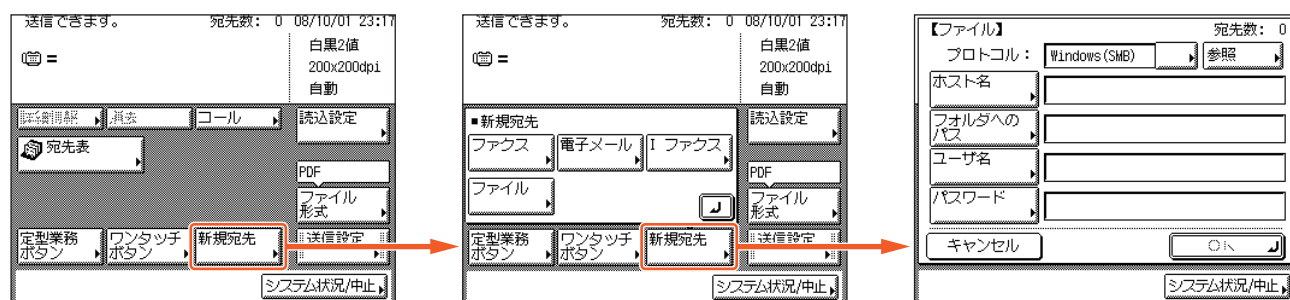 送信できます。 宛先数: 0 08/10/01 23:17
白黒2値
200x200dpi
自動
詳細情報 消去 コール 読込設定
宛先表
PDF
ファイル
形式
定型業務
ボタン
ワンタッチ
ボタン
新規宛先
送信設定
システム状況/中止
送信できます。 宛先数: 0 08/10/01 23:17
白黒2値
200x200dpi
自動
■新規宛先
読込設定
ファクス 電子メール I ファクス
PDF
ファイル
ファイル
形式
定型業務
ボタン
ワンタッチ
ボタン
新規宛先
送信設定
システム状況/中止
【ファイル】 宛先数: 0
プロトコル: Windows(SMB) 参照
ホスト名
フォルダへの
パス
ユーザ名
パスワード
キャンセル OK
システム状況/中止